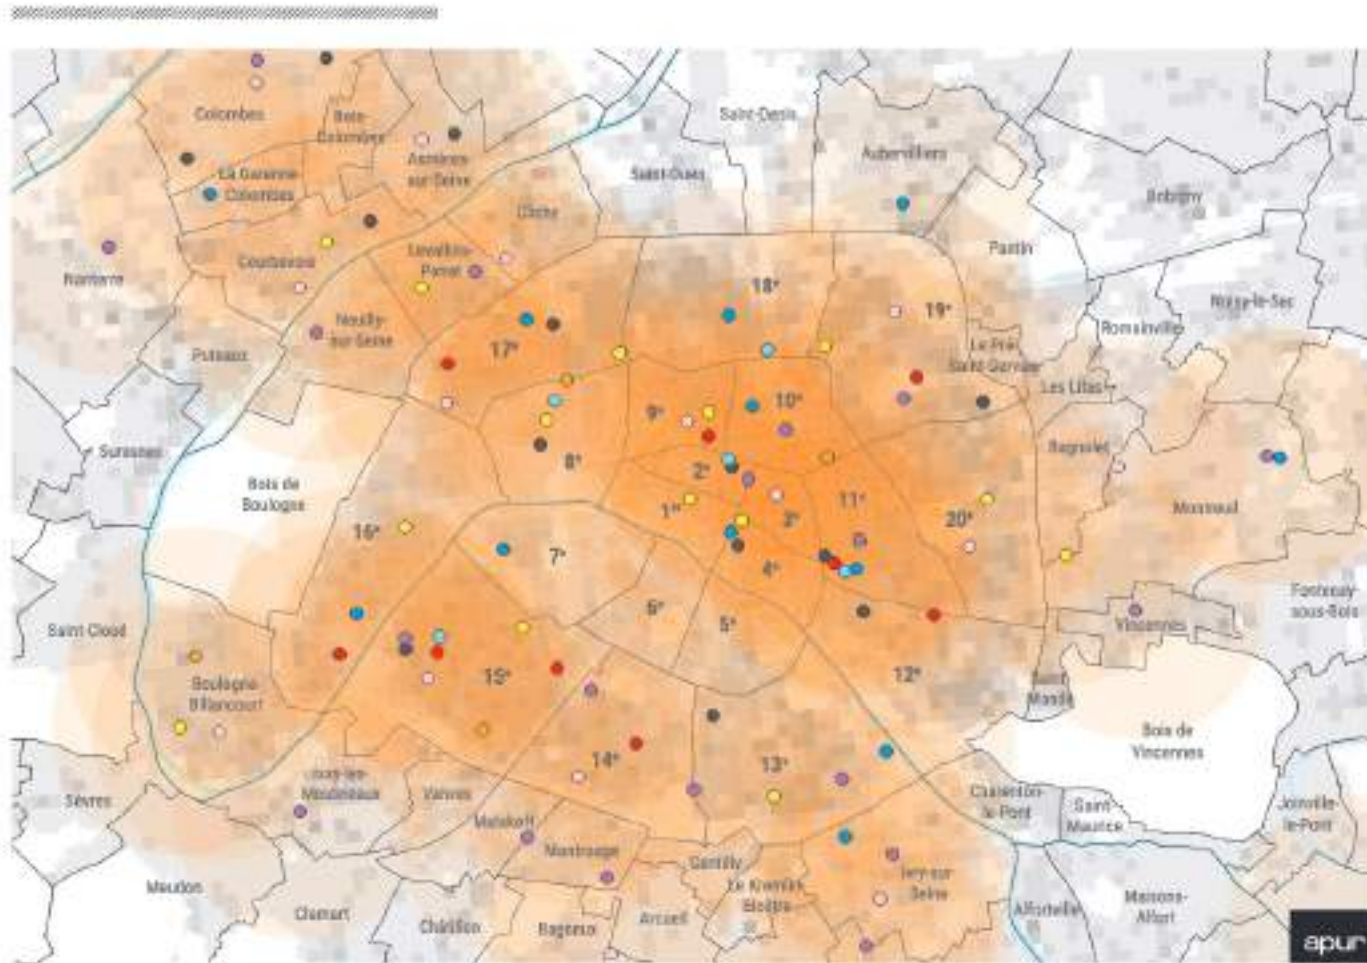 Colombes
Bois-
Colombes
Asnières-
sur-Seine
La Garenne-
Colombes
Saint-Denis
Aubervilliers
Saint-Ouen
Bobigny
Clichy
Pantin
Nanterre
Courbevoie
Levallois-
Perret
18ᵉ
19ᵉ
Noisy-le-Sec
Romainville
Neuilly-
sur-Seine
17ᵉ
Puteaux
Le Pré
Saint-Gervais
Les Lilas
9ᵉ
10ᵉ
Suresnes
Bagnolet
8ᵉ
2ᵉ
Bois de
Boulogne
1ᵉʳ
3ᵉ
11ᵉ
20ᵉ
Montreuil
16ᵉ
7ᵉ
4ᵉ
Fontenay-
sous-Bois
6ᵉ
5ᵉ
Vincennes
Saint Cloud
15ᵉ
12ᵉ
Boulogne
Billancourt
Saint
Mandé
Bois de
Vincennes
14ᵉ
13ᵉ
Sèvres
Issy-les-
Moulineaux
Vanves
Charenton-
le-Pont
Saint-
Maurice
Joinville-
le-Pont
Malakoff
Montrouge
Gentilly
Le Kremlin
Bicêtre
Ivry-sur
Seine
Meudon
Clamart
Châtillon
Bagneux
Arcueil
Alfortville
Maisons-
Alfort
apur